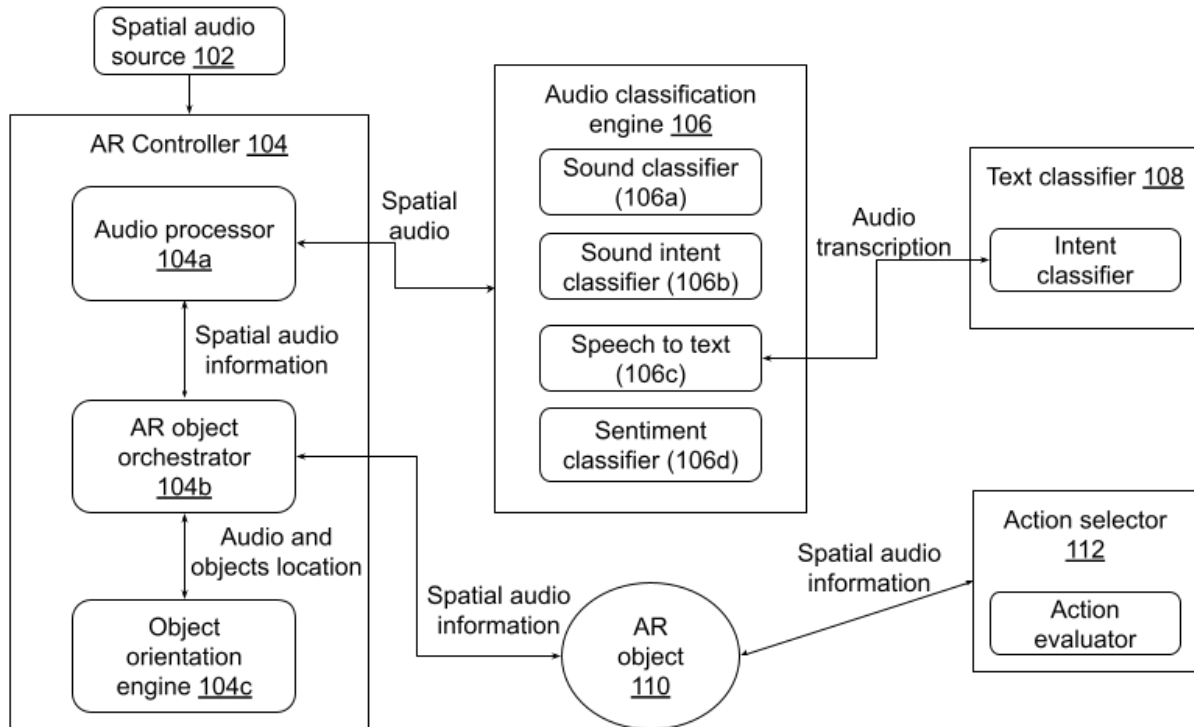 Spatial audio
source 102
AR Controller 104
Audio processor
104a
Spatial audio
information
AR object
orchestrator
104b
Audio and
objects location
Object
orientation
engine 104c
Spatial
audio
Audio classification
engine 106
Sound classifier
(106a)
Sound intent
classifier (106b)
Speech to text
(106c)
Sentiment
classifier (106d)
Audio
transcription
Text classifier 108
Intent
classifier
Spatial audio
information
AR
object
110
Spatial audio
information
Action selector
112
Action
evaluator